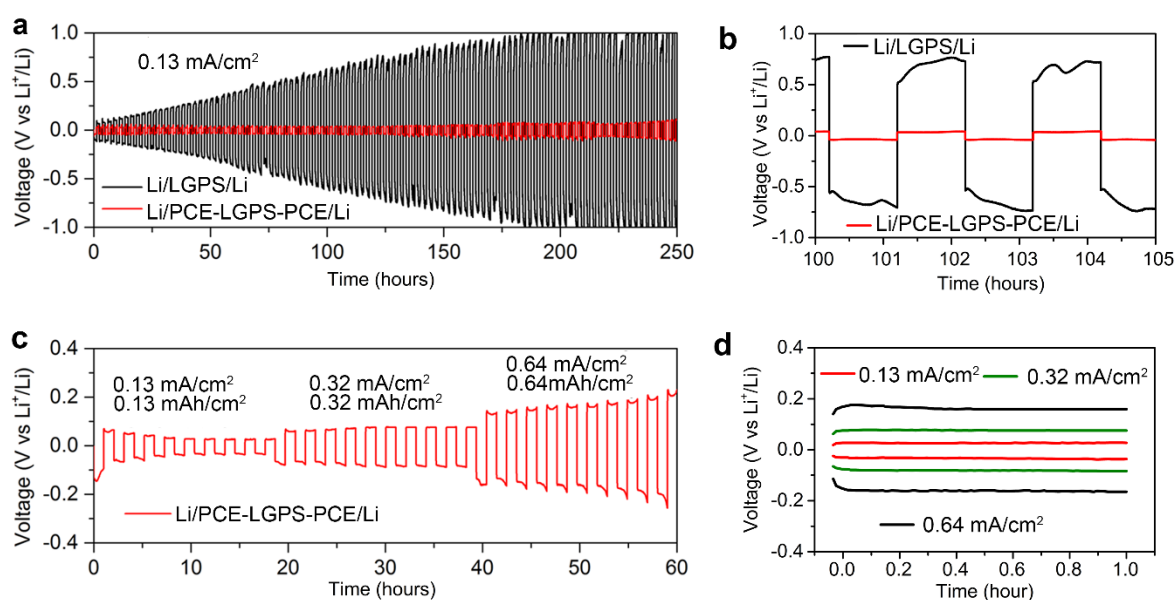 a
0.13 mA/cm²
Voltage (V vs Li⁺/Li)
1.0
0.5
0.0
-0.5
-1.0
Li/LGPS/Li
Li/PCE-LGPS-PCE/Li
0 50 100 150 200 250
Time (hours)
b
Voltage (V vs Li⁺/Li)
1.0
0.5
0.0
-0.5
-1.0
Li/LGPS/Li
Li/PCE-LGPS-PCE/Li
100 101 102 103 104 105
Time (hours)
c
Voltage (V vs Li⁺/Li)
0.4
0.2
0.0
-0.2
-0.4
0.13 mA/cm²
0.13 mAh/cm²
0.32 mA/cm²
0.32 mAh/cm²
0.64 mA/cm²
0.64mAh/cm²
Li/PCE-LGPS-PCE/Li
0 10 20 30 40 50 60
Time (hours)
d
Voltage (V vs Li⁺/Li)
0.4
0.2
0.0
-0.2
-0.4
0.13 mA/cm² 0.32 mA/cm²
0.64 mA/cm²
0.0 0.2 0.4 0.6 0.8 1.0
Time (hour)